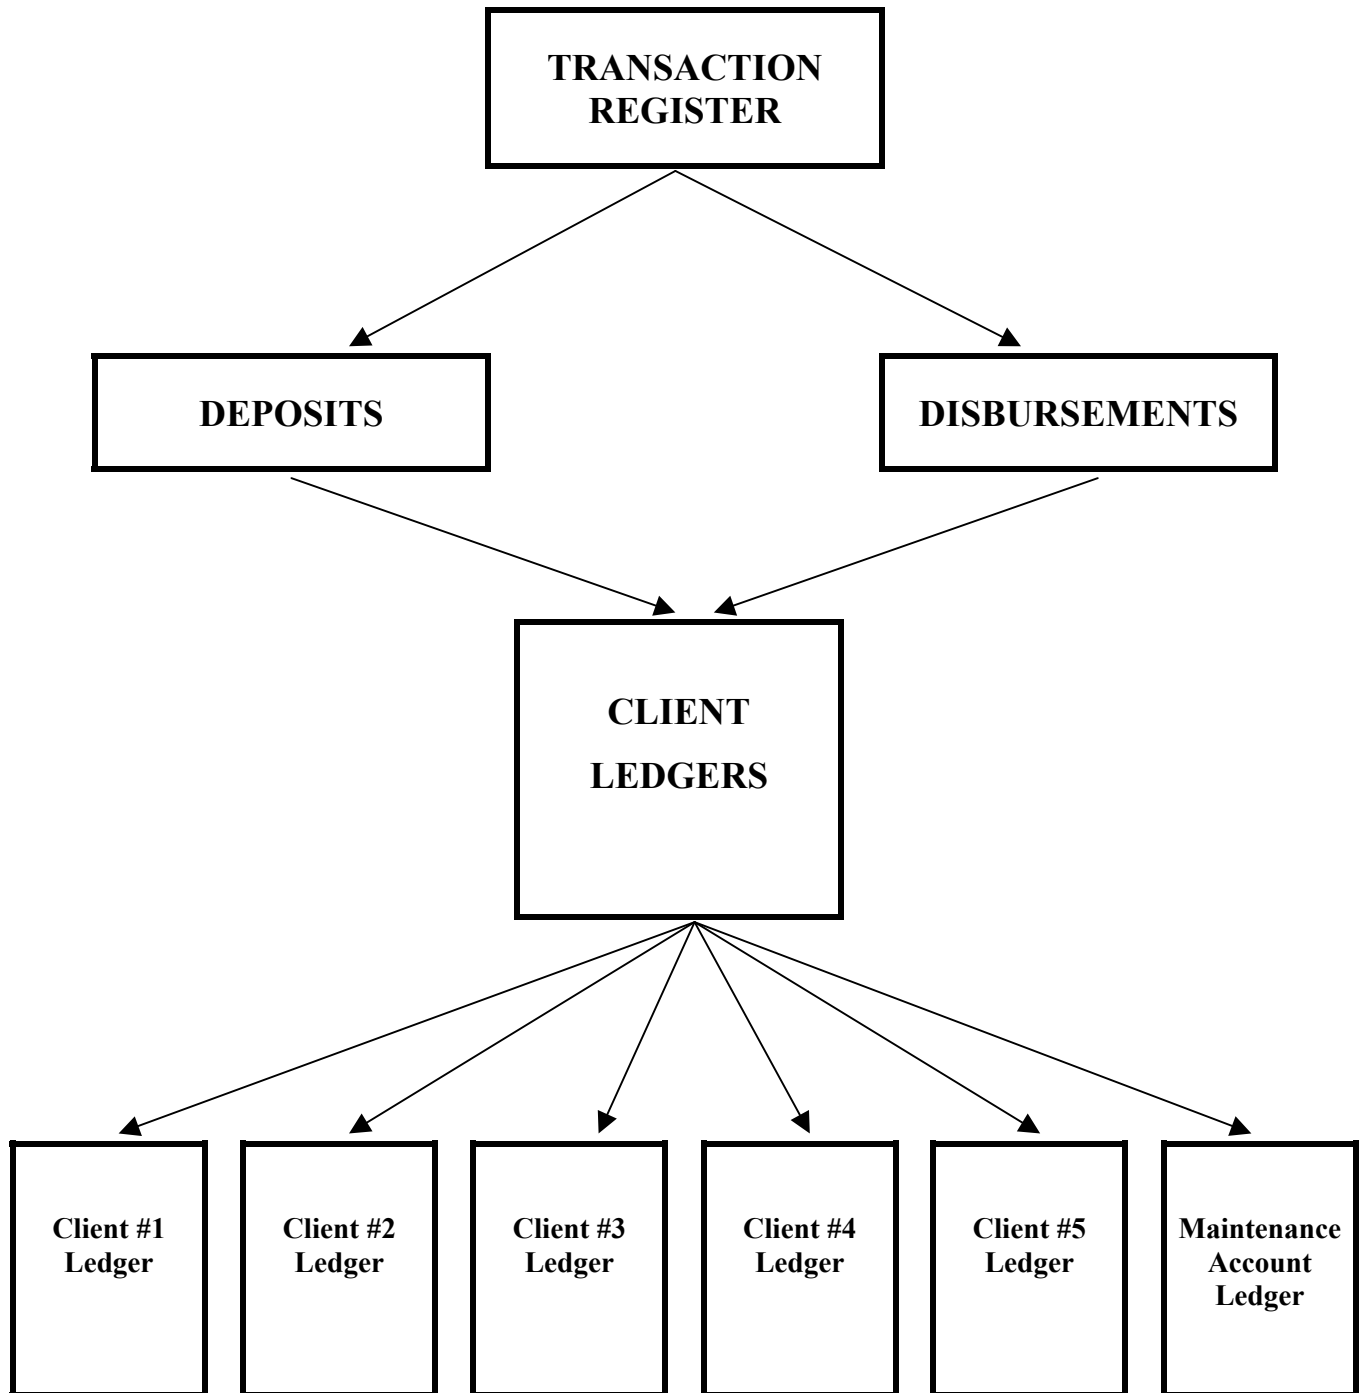 TRANSACTION
REGISTER
DEPOSITS
DISBURSEMENTS
CLIENT
LEDGERS
Client #1
Ledger
Client #2
Ledger
Client #3
Ledger
Client #4
Ledger
Client #5
Ledger
Maintenance
Account
Ledger